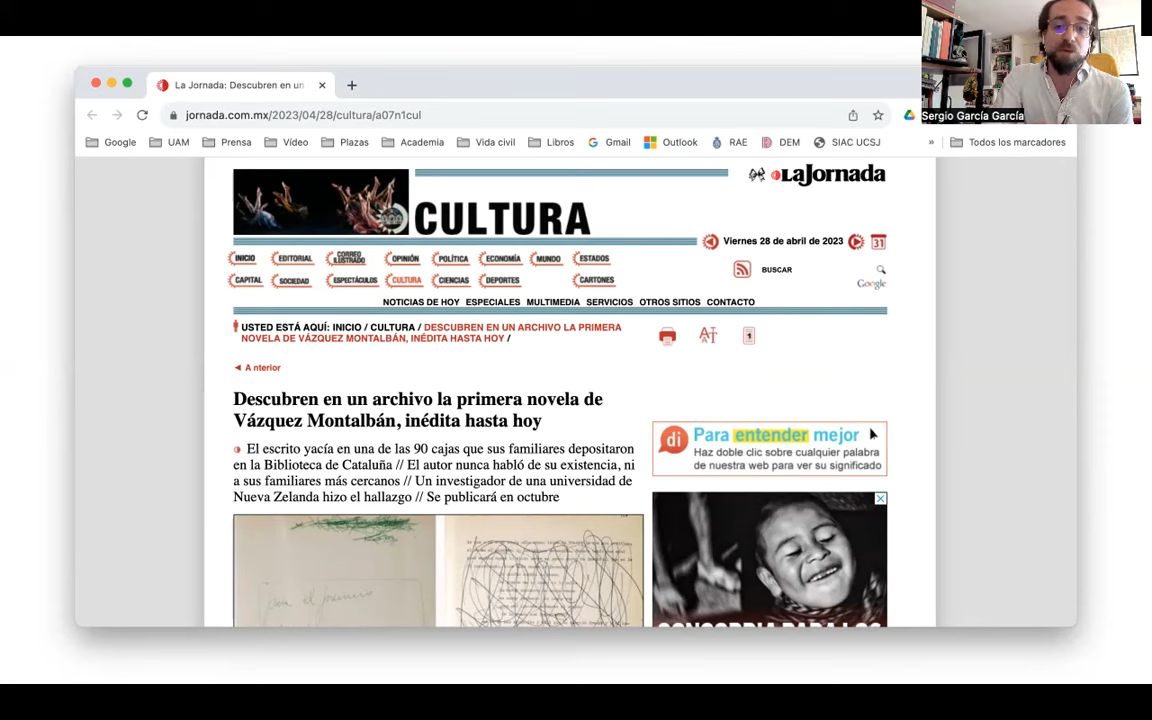 La Jornada: Descubren en un
jornada.com.mx/2023/04/28/cultura/a07n1cul
Sergio García García
Google UAM Prensa Vídeo Plazas Academia Vida civil Libros Gmail Outlook RAE DEM SIAC UCSJ » Todos los marcadores
La Jornada
CULTURA
Viernes 28 de abril de 2023 31
INICIO EDITORIAL CORREO ILUSTRADO OPINIÓN POLÍTICA ECONOMÍA MUNDO ESTADOS
CAPITAL SOCIEDAD ESPECTÁCULOS CULTURA CIENCIAS DEPORTES CARTONES
BUSCAR
Google
NOTICIAS DE HOY ESPECIALES MULTIMEDIA SERVICIOS OTROS SITIOS CONTACTO
USTED ESTÁ AQUÍ: INICIO / CULTURA / DESCUBREN EN UN ARCHIVO LA PRIMERA
NOVELA DE VÁZQUEZ MONTALBÁN, INÉDITA HASTA HOY /
A nterior
Descubren en un archivo la primera novela de
Vázquez Montalbán, inédita hasta hoy
El escrito yacía en una de las 90 cajas que sus familiares depositaron
en la Biblioteca de Cataluña // El autor nunca habló de su existencia, ni
a sus familiares más cercanos // Un investigador de una universidad de
Nueva Zelanda hizo el hallazgo // Se publicará en octubre
di Para entender mejor
Haz doble clic sobre cualquier palabra
de nuestra web para ver su significado